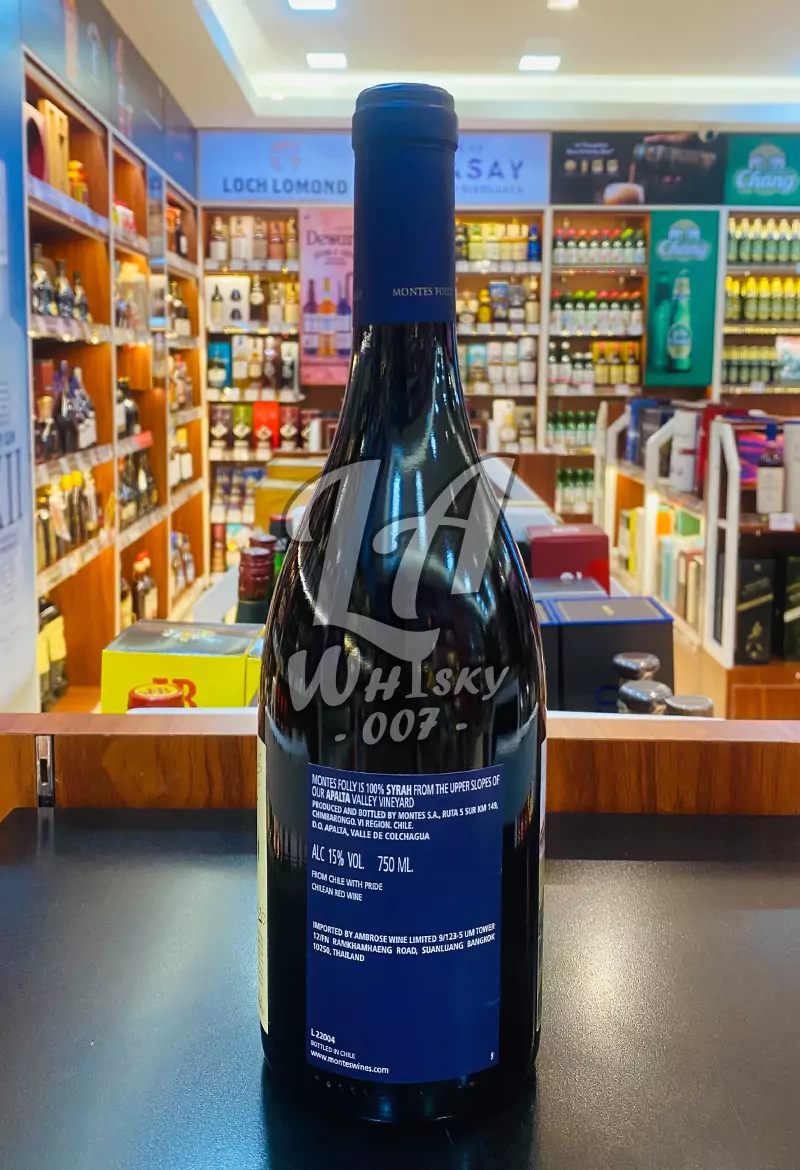 LOCH LOMOND
ASAY
Chang
Chang
Dewar
MONTES FOLLY
LA
WHISKY
- 007 -
MONTES FOLLY IS 100% SYRAH FROM THE UPPER SLOPES OF
OUR APALTA VALLEY VINEYARD
PRODUCED AND BOTTLED BY MONTES S.A., RUTA 5 SUR KM 149,
CHIMBARONGO. VI REGION. CHILE.
D.O. APALTA, VALLE DE COLCHAGUA
ALC 15% VOL. 750 ML.
FROM CHILE WITH PRIDE
CHILEAN RED WINE
IMPORTED BY AMBROSE WINE LIMITED 9/123-5 UM TOWER
12/FN RAMKHAMHAENG ROAD, SUANLUANG BANGKOK
10250, THAILAND
L 22004
BOTTLED IN CHILE
www.monteswines.com